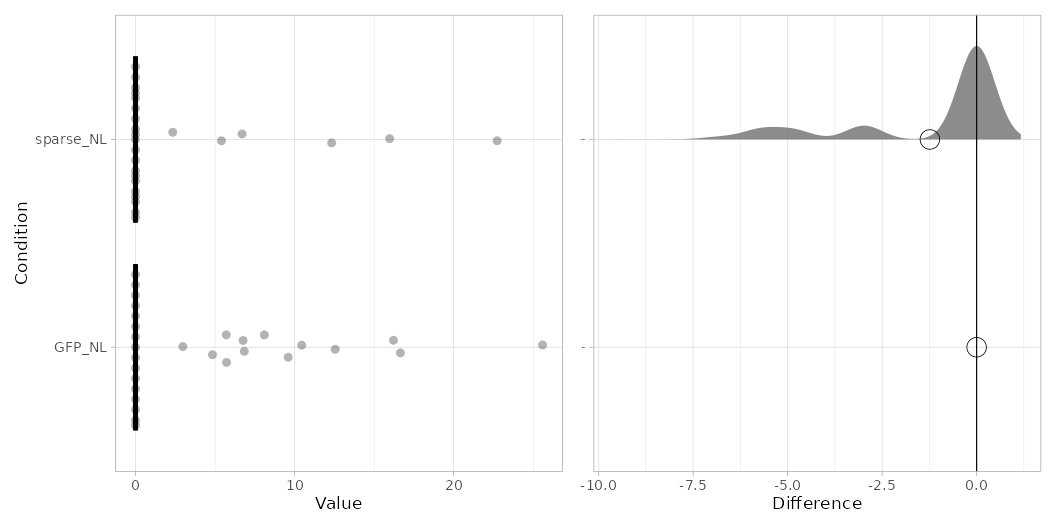 Condition
sparse_NL
GFP_NL
0 10 20
Value
-10.0 -7.5 -5.0 -2.5 0.0
Difference